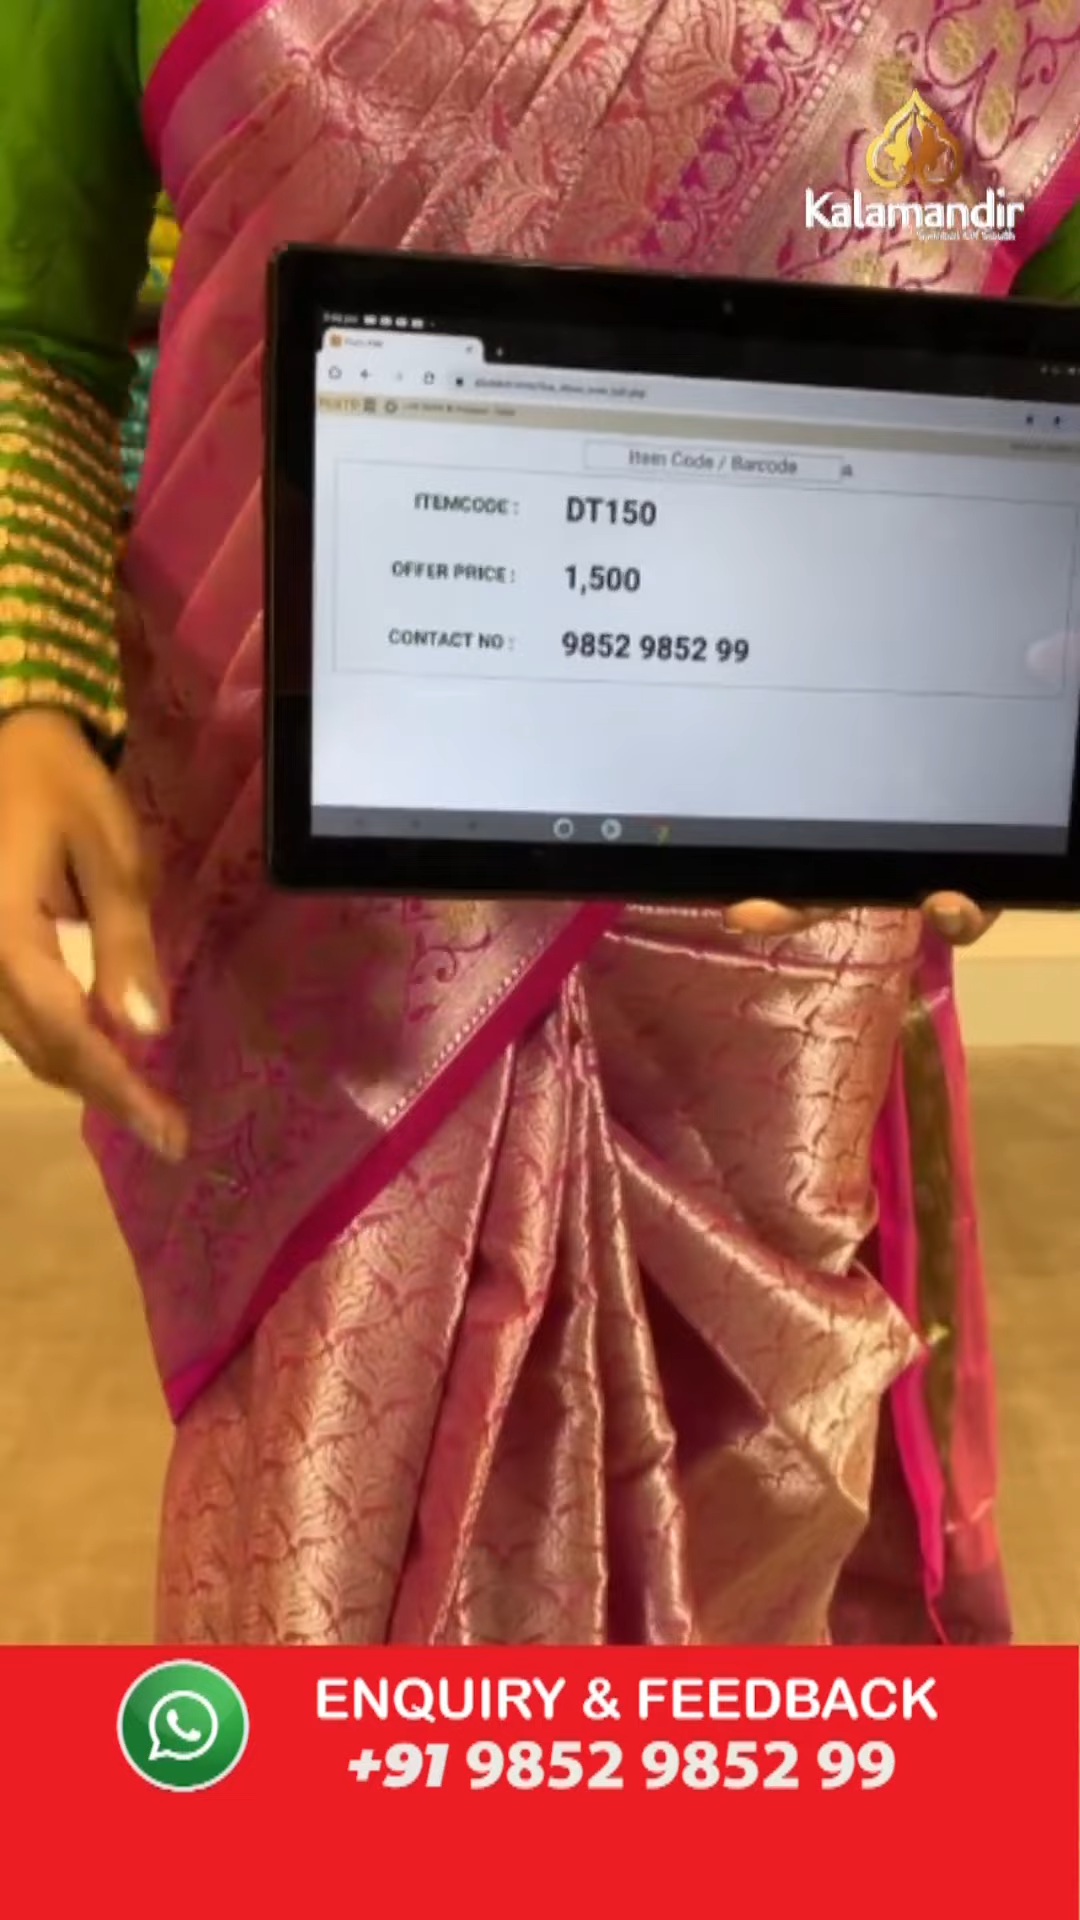 Kalamandir
Item Code / Barcode
ITEMCODE : DT150
OFFER PRICE : 1,500
CONTACT NO : 9852 9852 99
ENQUIRY & FEEDBACK
+91 9852 9852 99